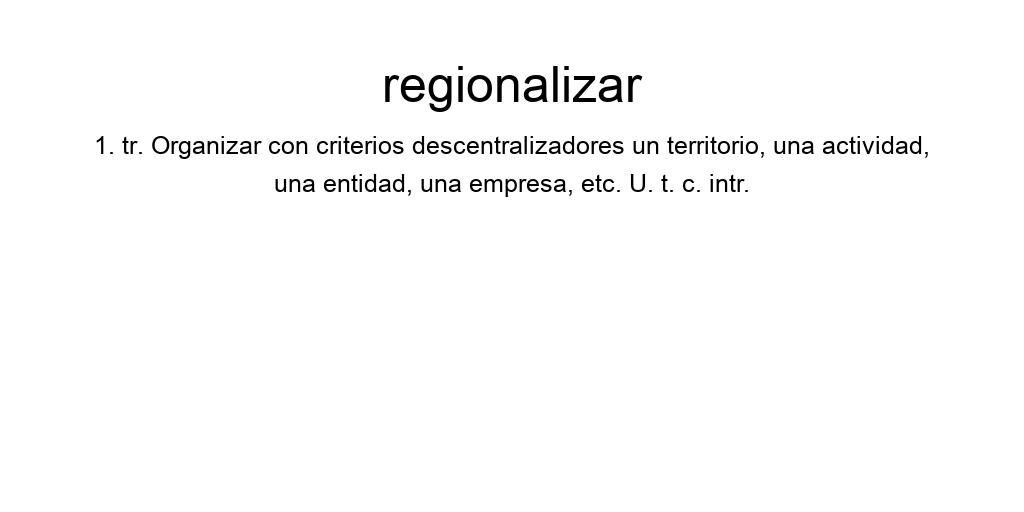 regionalizar
1. tr. Organizar con criterios descentralizadores un territorio, una actividad,
una entidad, una empresa, etc. U. t. c. intr.